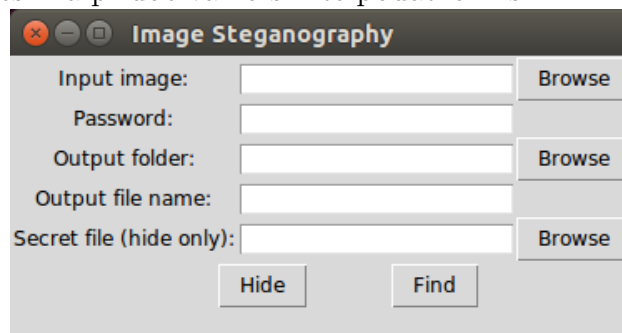 Image Steganography
Input image: Browse
Password:
Output folder: Browse
Output file name:
Secret file (hide only): Browse
Hide Find